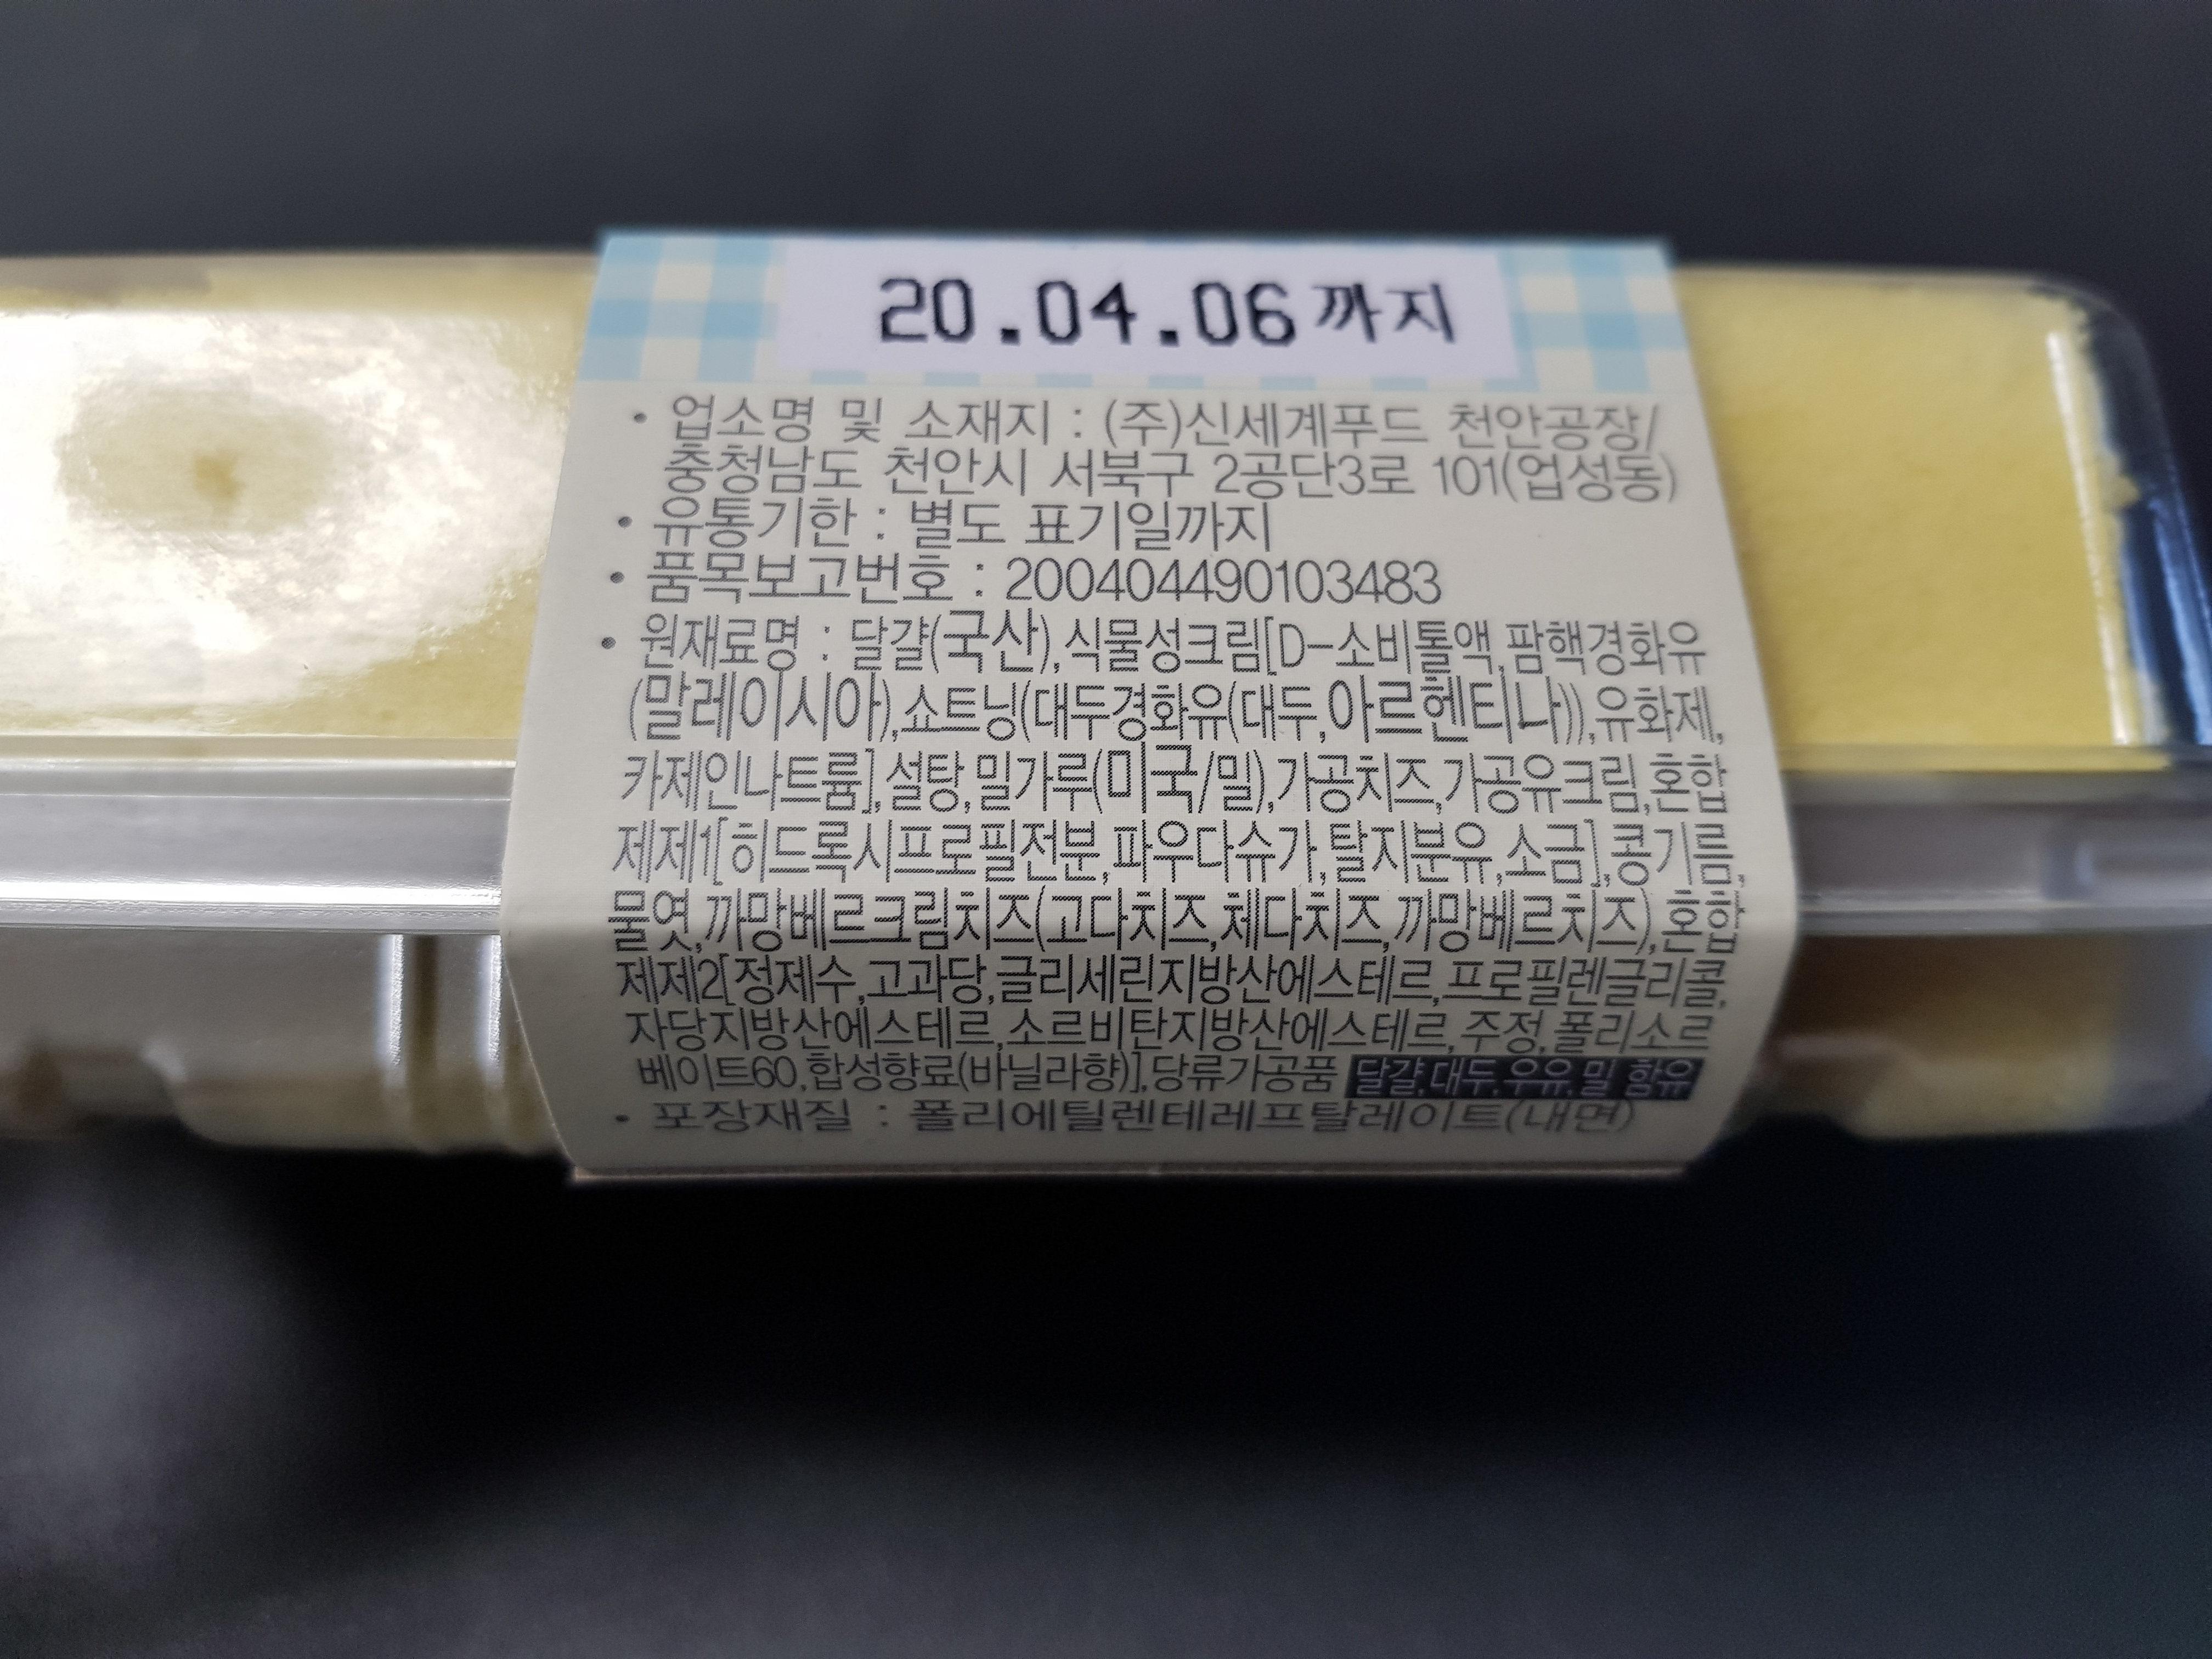 20.04.06까지
• 업소명 및 소재지 : (주)신세계푸드 천안공장/
충청남도 천안시 서북구 2공단3로 101(업성동)
• 유통기한 : 별도 표기일까지
• 품목보고번호 : 200404490103483
• 원재료명 : 달걀(국산),식물성크림[D-소비톨액,팜핵경화유
(말레이시아),쇼트닝(대두경화유(대두,아르헨티나)),유화제,
카제인나트륨],설탕,밀가루(미국/밀),가공치즈,가공유크림,혼합
제제1[히드록시프로필전분,파우다슈가,탈지분유,소금],콩기름,
물엿,까망베르크림치즈(고다치즈,체다치즈,까망베르치즈),혼합
제제2[정제수,고과당,글리세린지방산에스테르,프로필렌글리콜,
자당지방산에스테르,소르비탄지방산에스테르,주정,폴리소르
베이트60,합성향료(바닐라향)],당류가공품 달걀,대두,우유,밀 함유
• 포장재질 : 폴리에틸렌테레프탈레이트(내면)